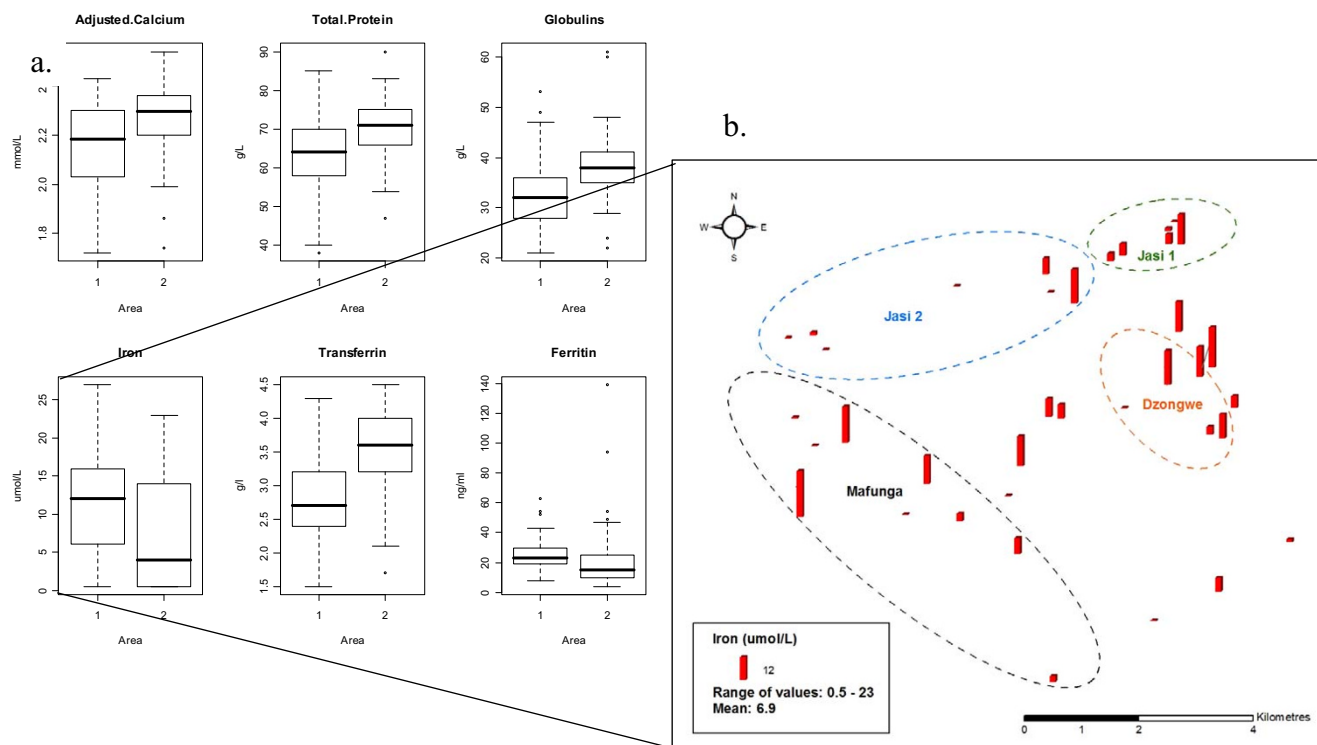 a.
Adjusted.Calcium
mmol/L
2
2.2
2.0
1.8
1 2
Area
Total.Protein
g/L
90
80
70
60
50
40
1 2
Area
Globulins
g/L
60
50
40
30
20
1 2
Area
Iron
umol/L
25
20
15
10
5
0
1 2
Area
Transferrin
g/l
4.5
4.0
3.5
3.0
2.5
2.0
1.5
1 2
Area
Ferritin
ng/ml
140
120
100
80
60
40
20
0
1 2
Area
b.
N
W E
S
Jasi 1
Jasi 2
Dzongwe
Mafunga
Iron (umol/L)
12
Range of values: 0.5 - 23
Mean: 6.9
Kilometres
0 1 2 4